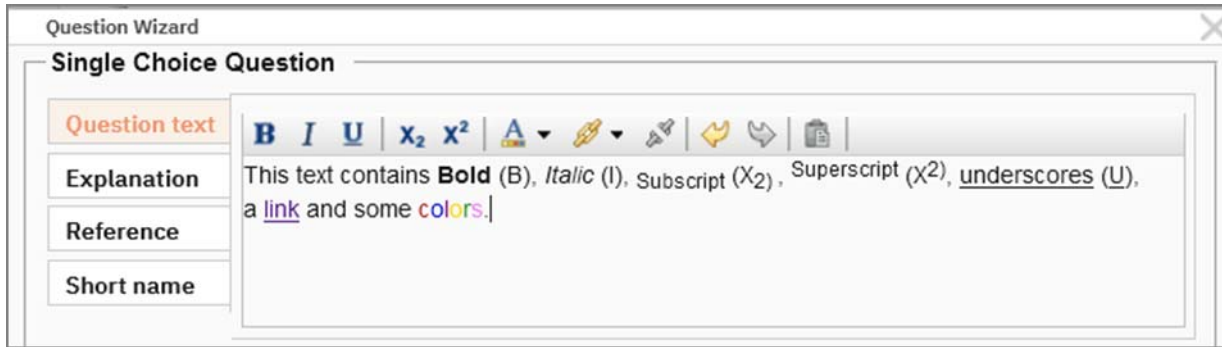 Question Wizard
Single Choice Question
Question text
Explanation
Reference
Short name
B I U X₂ X² A
This text contains Bold (B), Italic (I), Subscript (X₂), Superscript (X²), underscores (U),
a link and some colors.